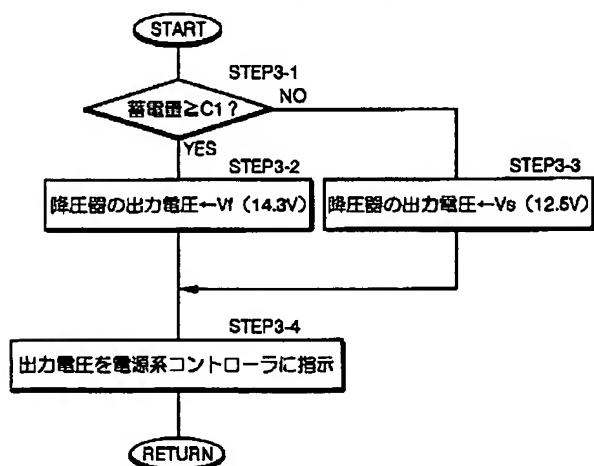 START
STEP3-1
蓄電量≧C1?
NO
YES
STEP3-2
STEP3-3
降圧器の出力電圧←Vf (14.3V)
降圧器の出力電圧←Vs (12.5V)
STEP3-4
出力電圧を電源系コントローラに指示
RETURN